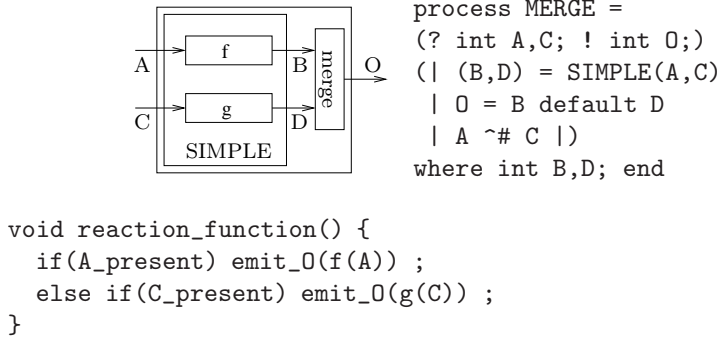 f
A
B
merge
O
g
C
D
SIMPLE
process MERGE =
(? int A,C; ! int O;)
(| (B,D) = SIMPLE(A,C)
| O = B default D
| A ^# C |)
where int B,D; end
void reaction_function() {
if(A_present) emit_O(f(A)) ;
else if(C_present) emit_O(g(C)) ;
}